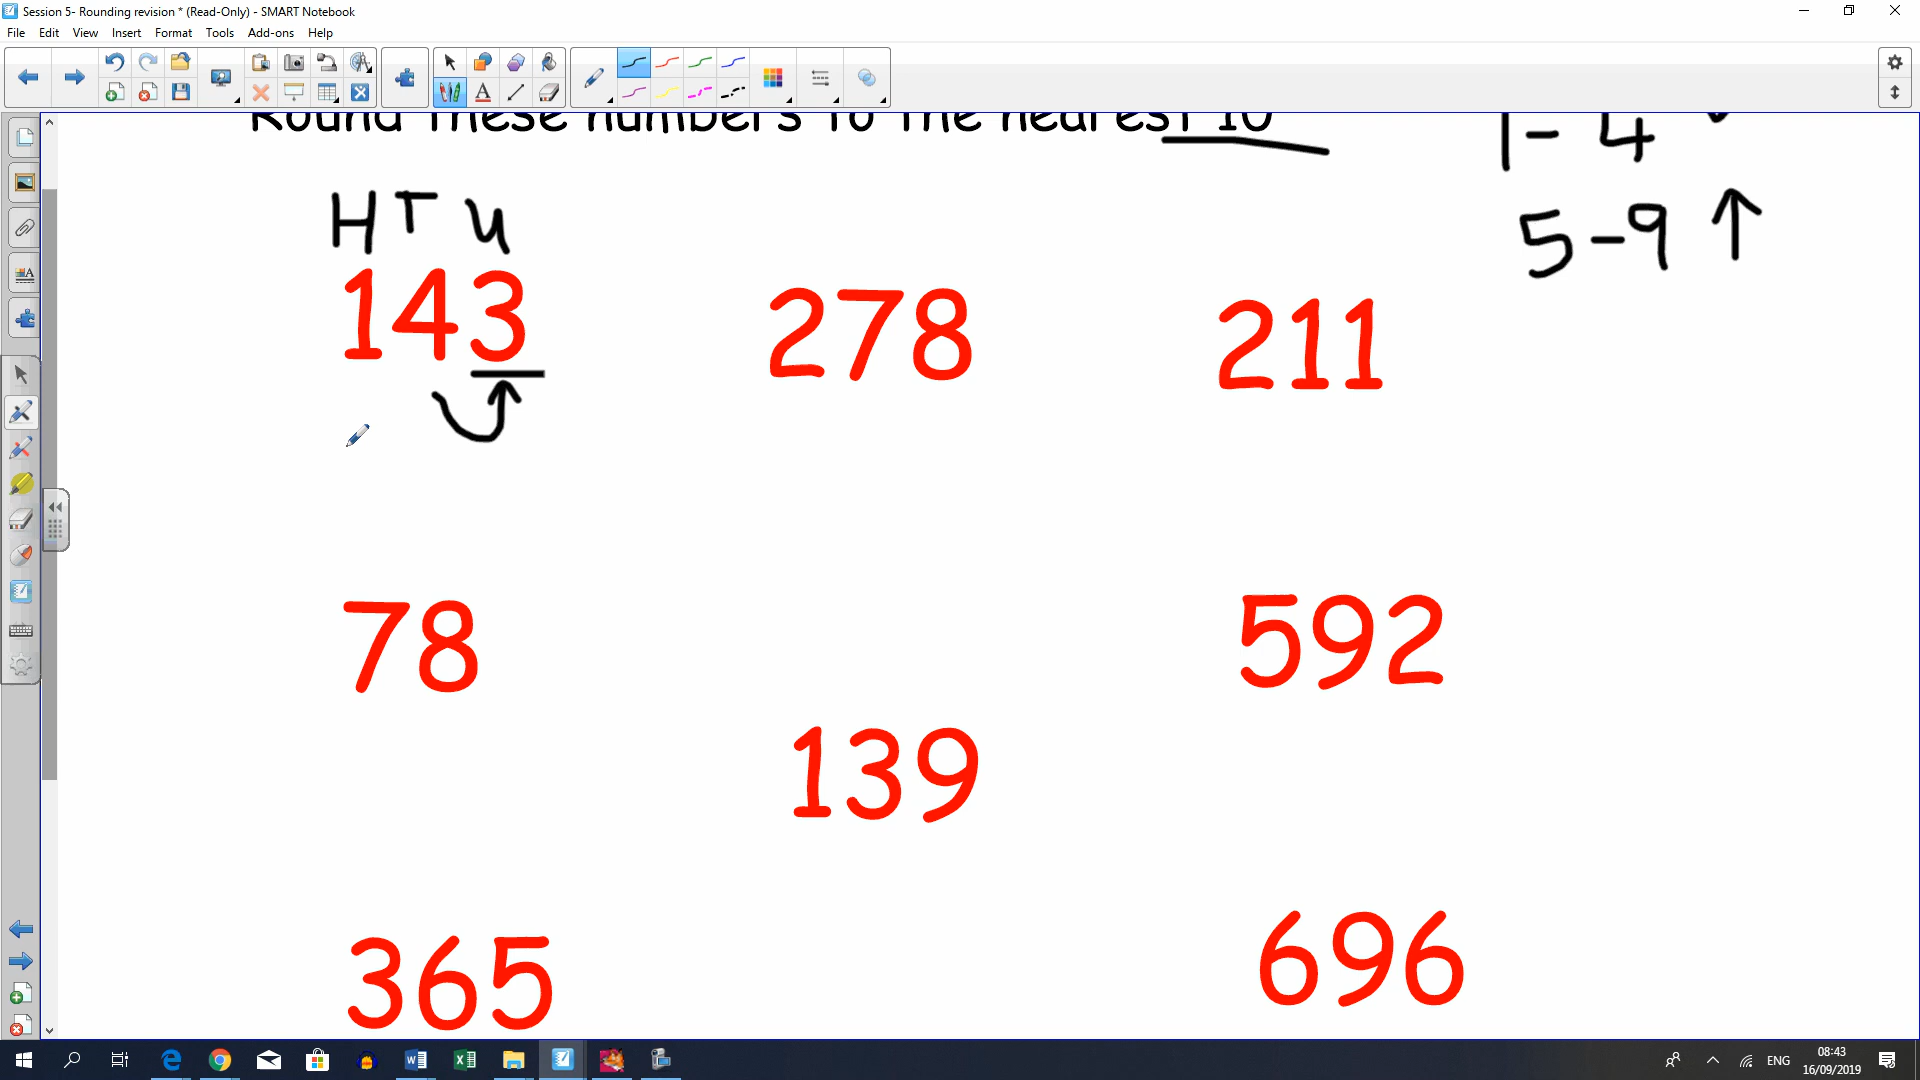 Session 5- Rounding revision * (Read-Only) - SMART Notebook
File Edit View Insert Format Tools Add-ons Help
Round these numbers to the nearest 10
1 - 4
H T U
5 - 9 ↑
143 278 211
78 592
139
365 696
ENG
08:43
16/09/2019